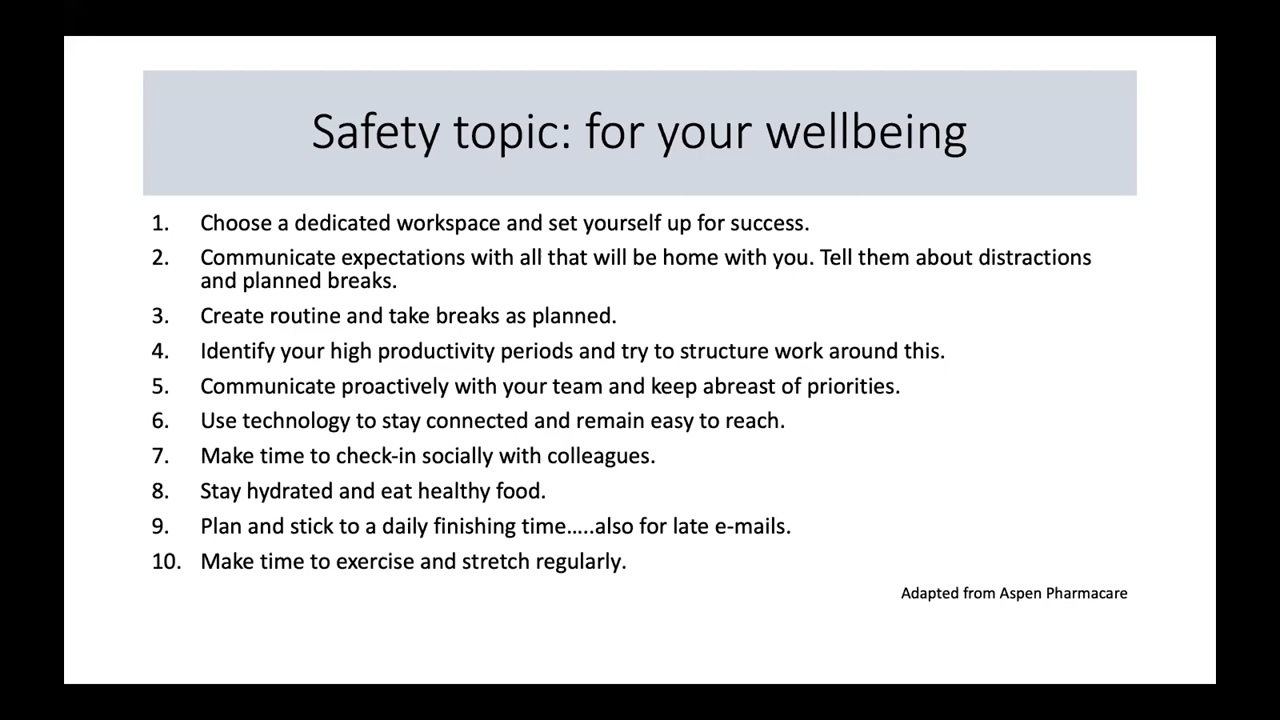 Safety topic: for your wellbeing
1. Choose a dedicated workspace and set yourself up for success.
2. Communicate expectations with all that will be home with you. Tell them about distractions
and planned breaks.
3. Create routine and take breaks as planned.
4. Identify your high productivity periods and try to structure work around this.
5. Communicate proactively with your team and keep abreast of priorities.
6. Use technology to stay connected and remain easy to reach.
7. Make time to check-in socially with colleagues.
8. Stay hydrated and eat healthy food.
9. Plan and stick to a daily finishing time…..also for late e-mails.
10. Make time to exercise and stretch regularly.
Adapted from Aspen Pharmacare